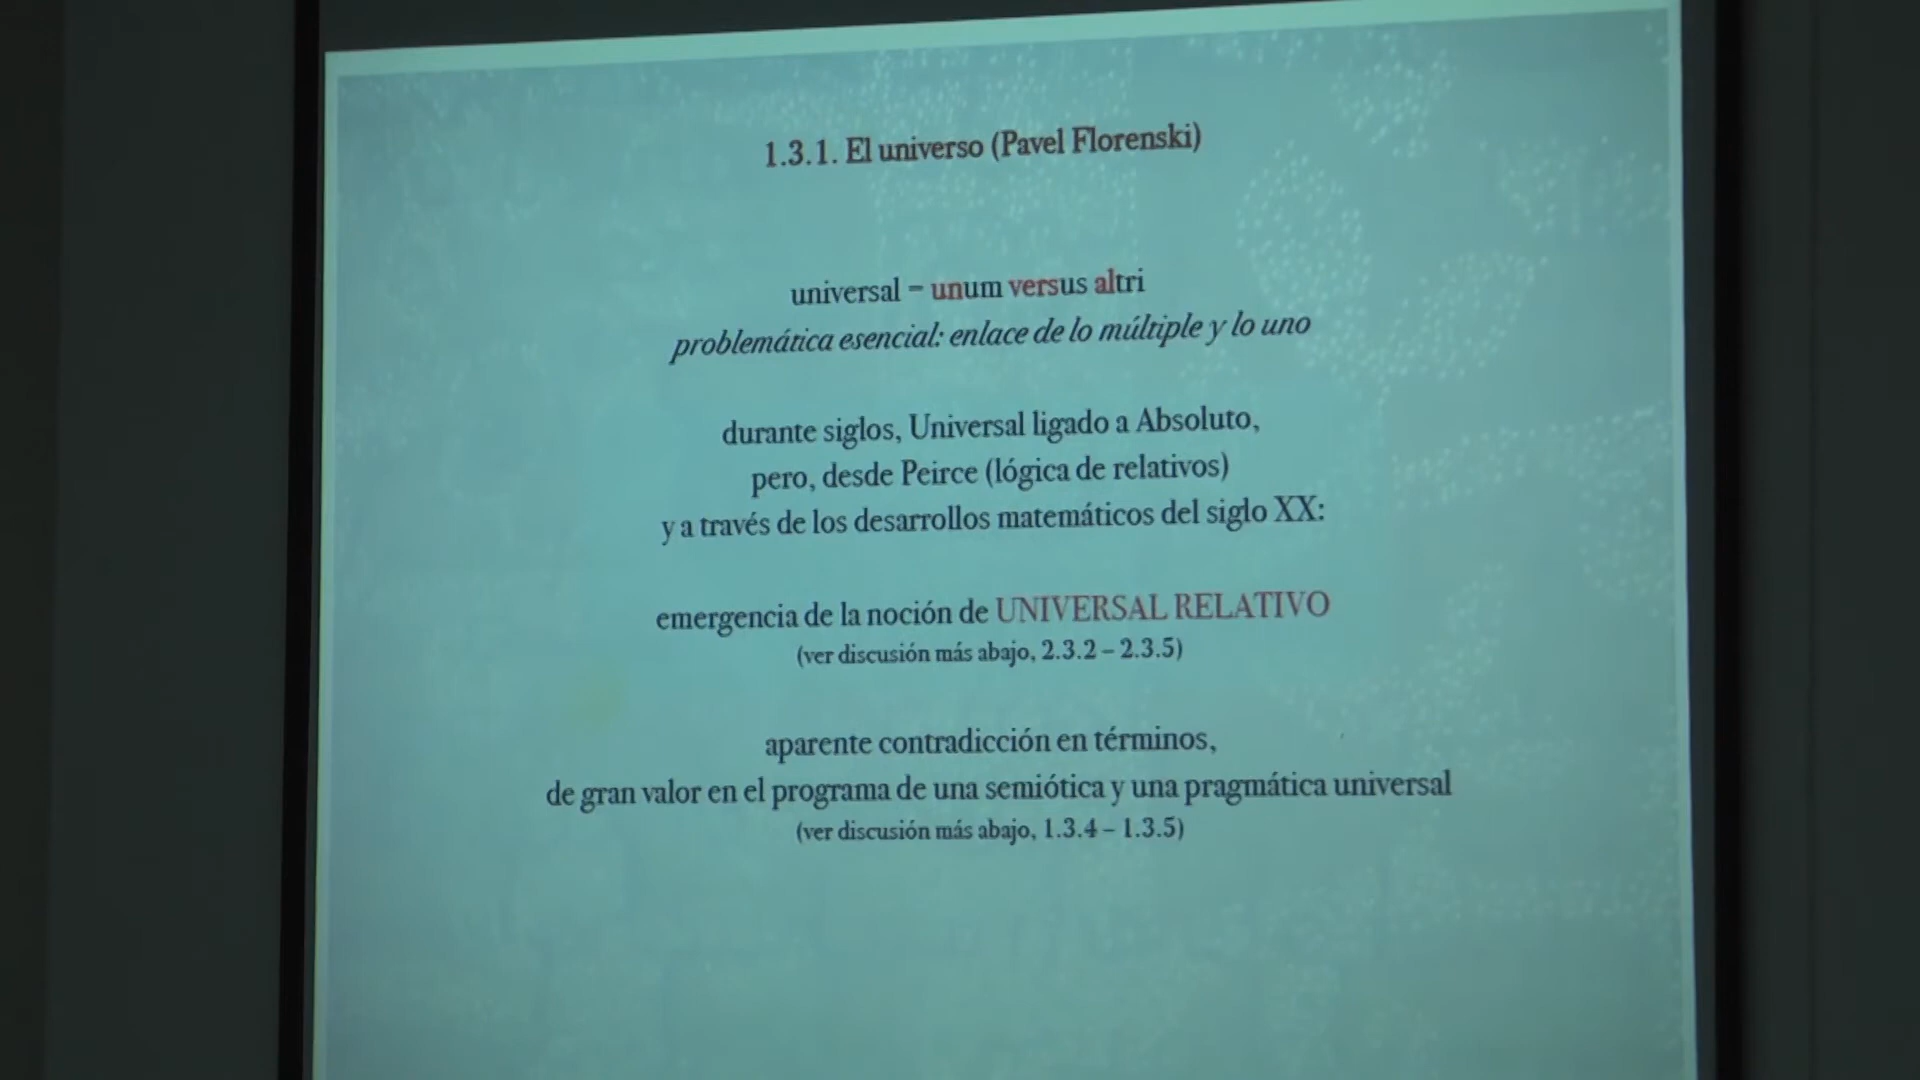 1.3.1. El universo (Pavel Florenski)
universal – unum versus altri
problemática esencial: enlace de lo múltiple y lo uno
durante siglos, Universal ligado a Absoluto,
pero, desde Peirce (lógica de relativos)
y a través de los desarrollos matemáticos del siglo XX:
emergencia de la noción de UNIVERSAL RELATIVO
(ver discusión más abajo, 2.3.2 – 2.3.5)
aparente contradicción en términos,
de gran valor en el programa de una semiótica y una pragmática universal
(ver discusión más abajo, 1.3.4 – 1.3.5)